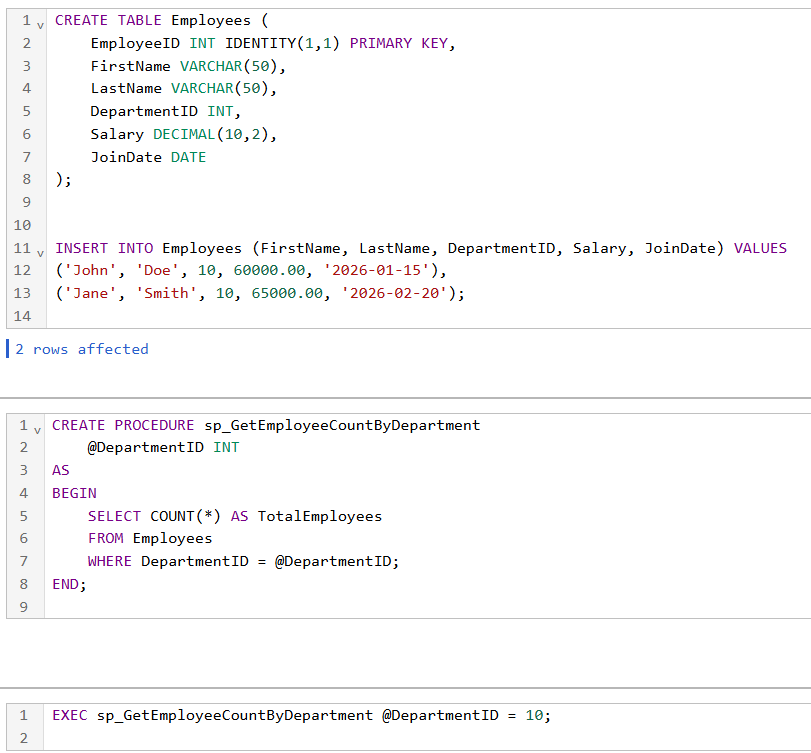 1 CREATE TABLE Employees (
2     EmployeeID INT IDENTITY(1,1) PRIMARY KEY,
3     FirstName VARCHAR(50),
4     LastName VARCHAR(50),
5     DepartmentID INT,
6     Salary DECIMAL(10,2),
7     JoinDate DATE
8 );
9
10
11 INSERT INTO Employees (FirstName, LastName, DepartmentID, Salary, JoinDate) VALUES
12 ('John', 'Doe', 10, 60000.00, '2026-01-15'),
13 ('Jane', 'Smith', 10, 65000.00, '2026-02-20');
14
2 rows affected
1 CREATE PROCEDURE sp_GetEmployeeCountByDepartment
2     @DepartmentID INT
3 AS
4 BEGIN
5     SELECT COUNT(*) AS TotalEmployees
6     FROM Employees
7     WHERE DepartmentID = @DepartmentID;
8 END;
9
1 EXEC sp_GetEmployeeCountByDepartment @DepartmentID = 10;
2